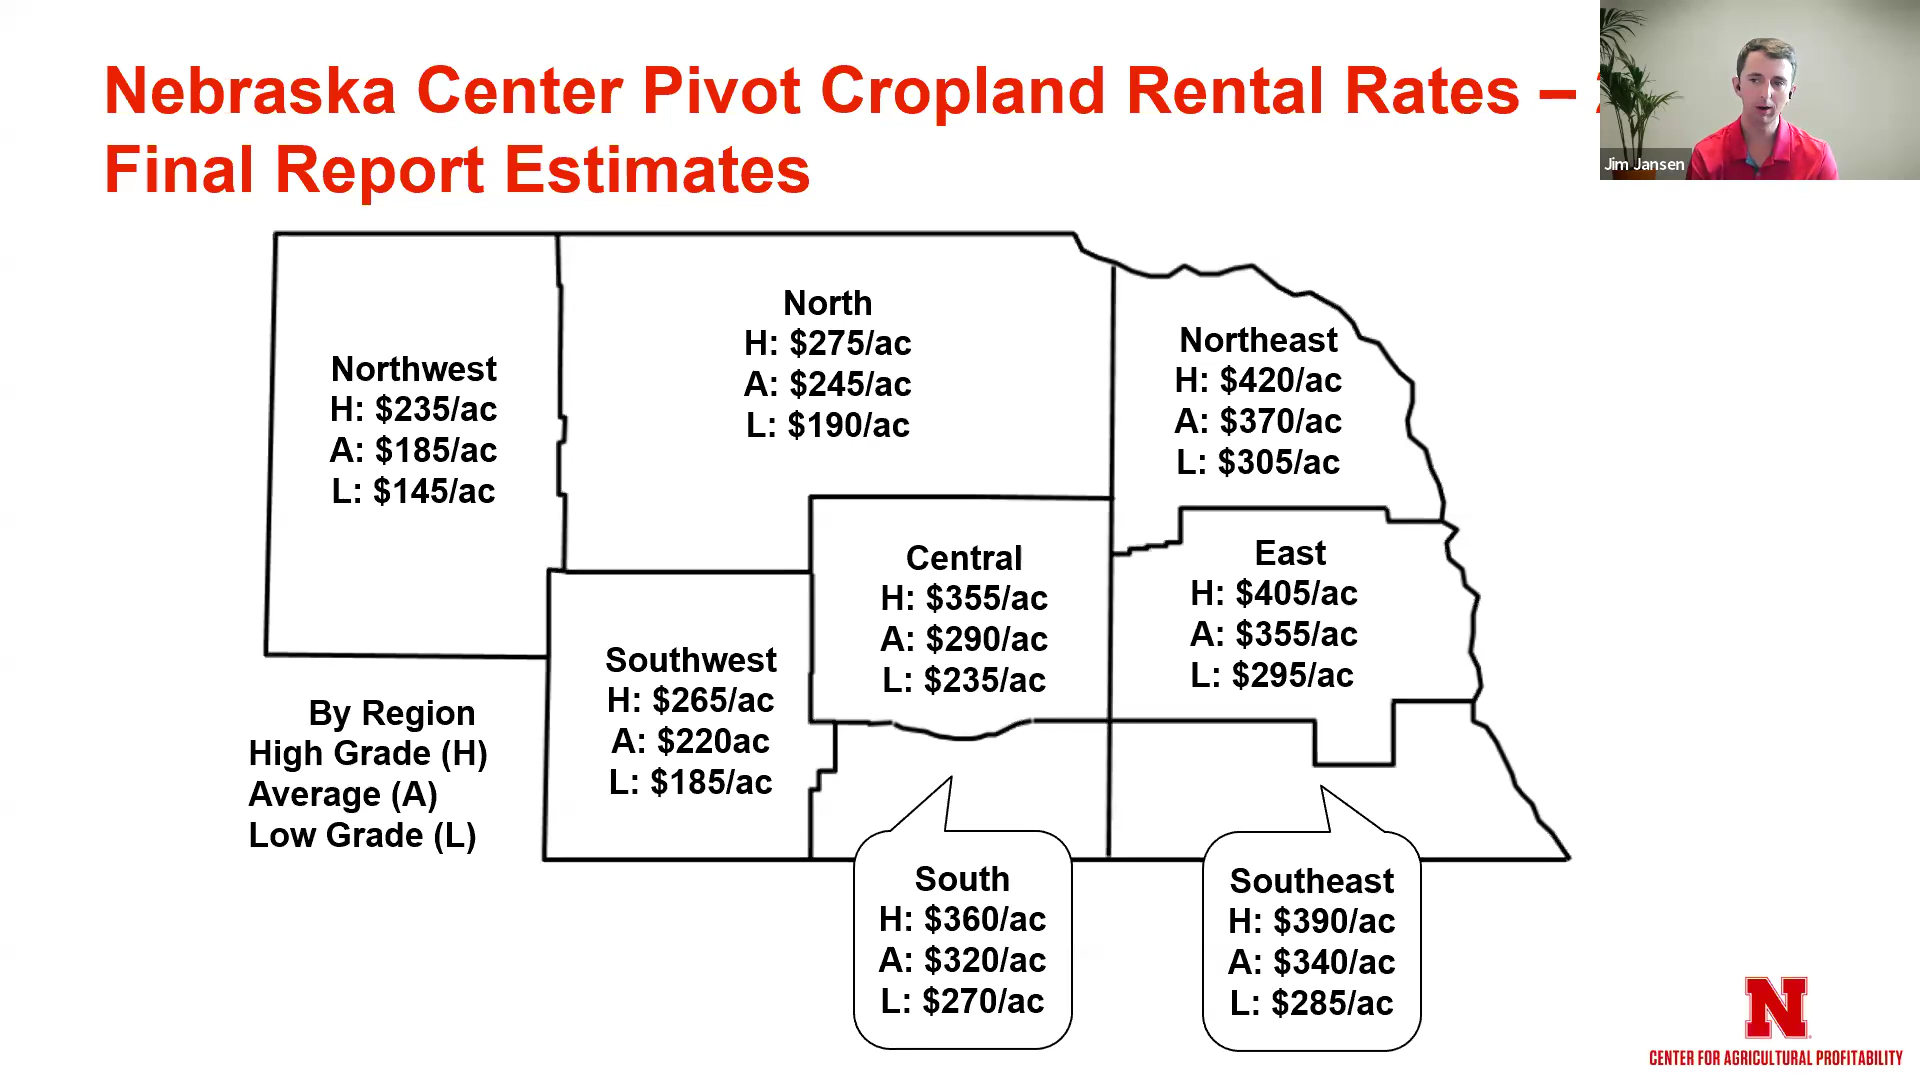 Nebraska Center Pivot Cropland Rental Rates –
Final Report Estimates
Jim Jansen
Northwest
H: $235/ac
A: $185/ac
L: $145/ac
North
H: $275/ac
A: $245/ac
L: $190/ac
Northeast
H: $420/ac
A: $370/ac
L: $305/ac
Central
H: $355/ac
A: $290/ac
L: $235/ac
East
H: $405/ac
A: $355/ac
L: $295/ac
Southwest
H: $265/ac
A: $220ac
L: $185/ac
By Region
High Grade (H)
Average (A)
Low Grade (L)
South
H: $360/ac
A: $320/ac
L: $270/ac
Southeast
H: $390/ac
A: $340/ac
L: $285/ac
N
CENTER FOR AGRICULTURAL PROFITABILITY